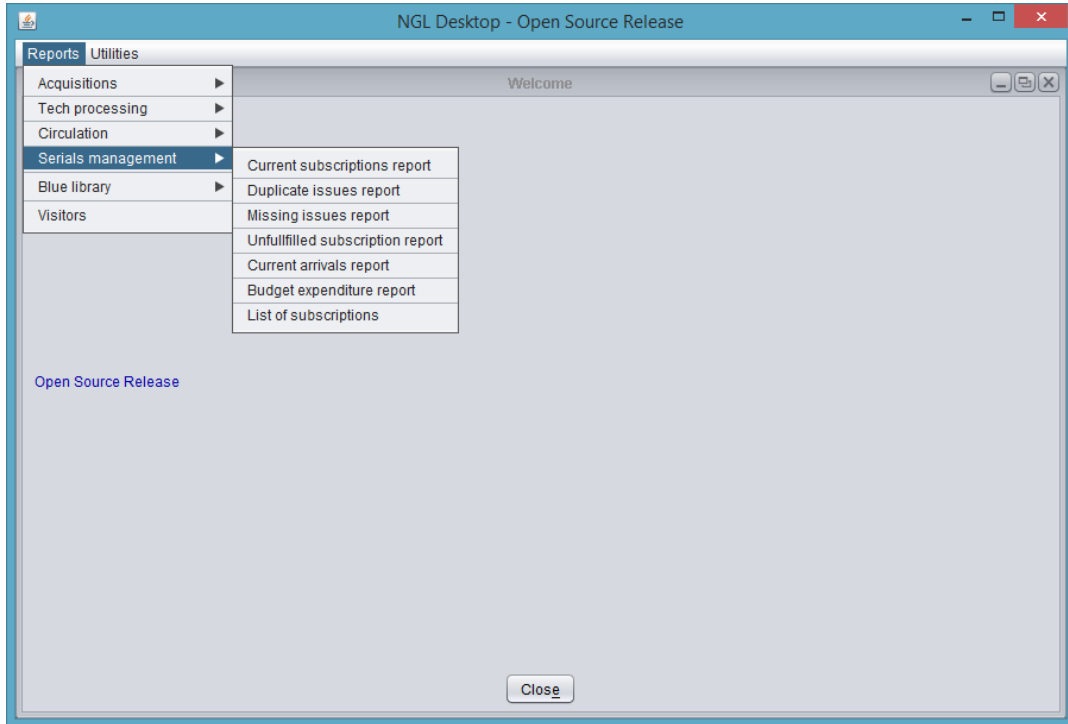 NGL Desktop - Open Source Release
Reports Utilities
Welcome
Acquisitions
Tech processing
Circulation
Serials management
Blue library
Visitors
Current subscriptions report
Duplicate issues report
Missing issues report
Unfullfilled subscription report
Current arrivals report
Budget expenditure report
List of subscriptions
Open Source Release
Close